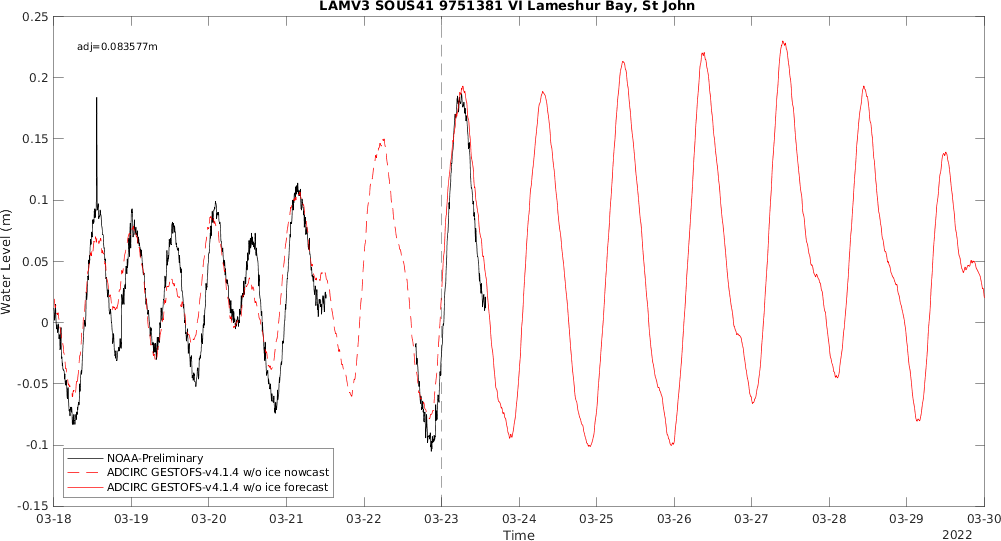 LAMV3 SOUS41 9751381 VI Lameshur Bay, St John
adj=0.083577m
0.25
0.2
0.15
0.1
0.05
0
-0.05
-0.1
-0.15
Water Level (m)
NOAA-Preliminary
ADCIRC GESTOFS-v4.1.4 w/o ice nowcast
ADCIRC GESTOFS-v4.1.4 w/o ice forecast
03-18 03-19 03-20 03-21 03-22 03-23 03-24 03-25 03-26 03-27 03-28 03-29 03-30
Time
2022